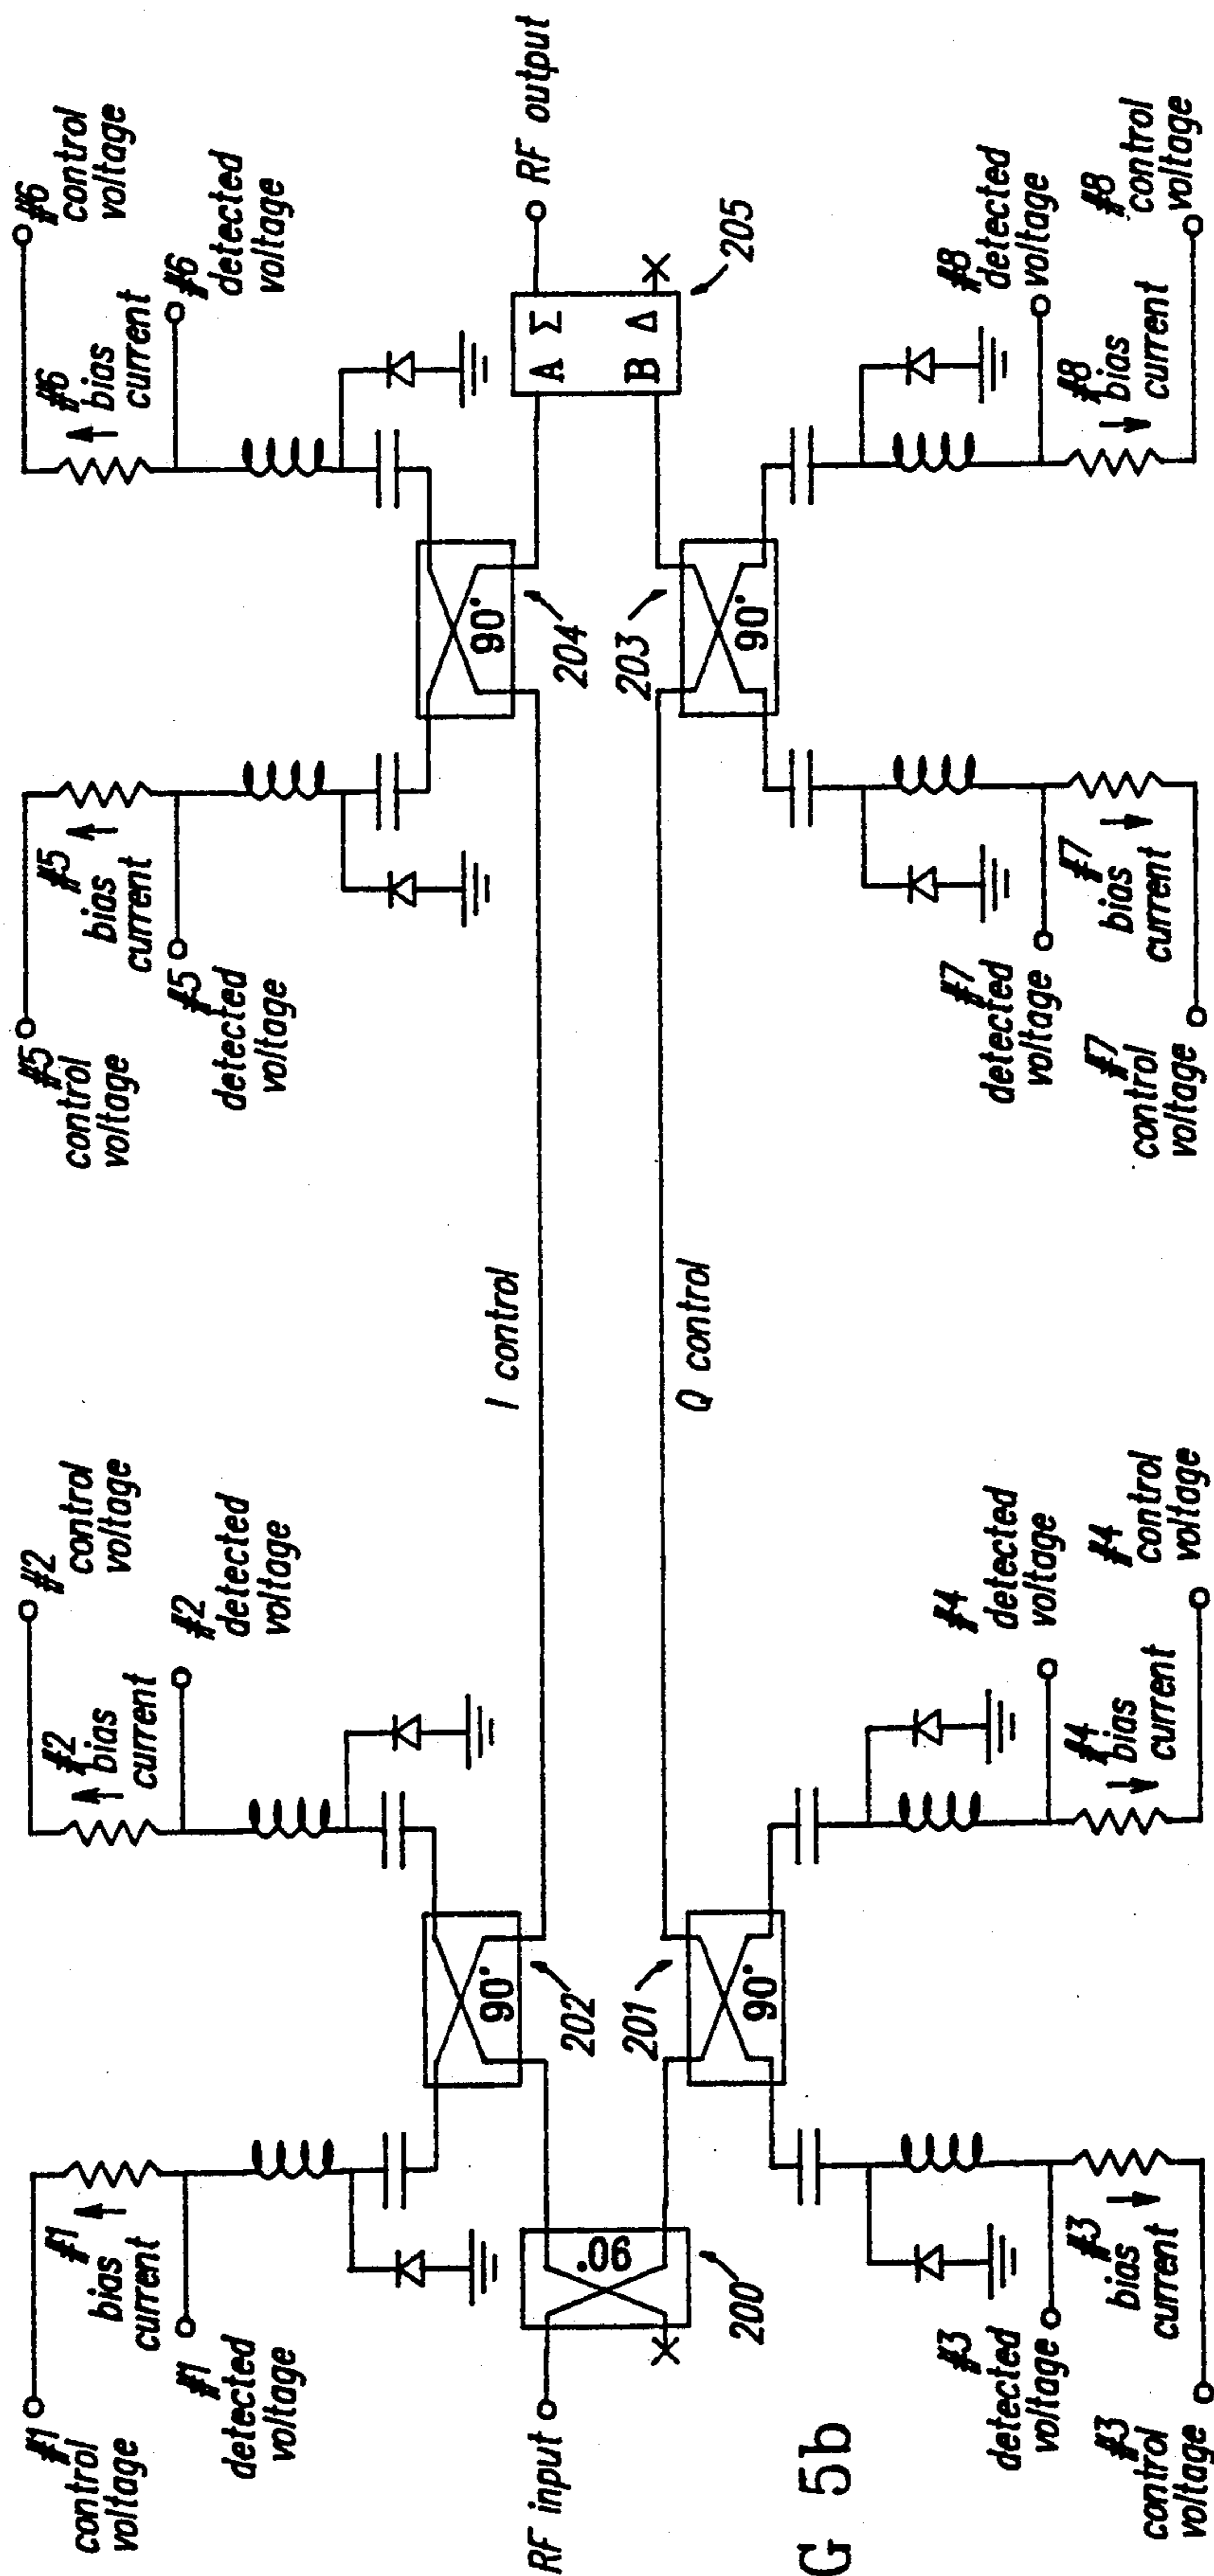 #1
control
voltage
#1
bias
current
#1
detected
voltage
#2
control
voltage
#2
bias
current
#2
detected
voltage
#5
control
voltage
#5
bias
current
#5
detected
voltage
#6
control
voltage
#6
bias
current
#6
detected
voltage
90°
202
90°
204
RF input
90°
200
I control
Q control
A Σ
B Δ
RF output
205
201
90°
203
90°
#3
detected
voltage
#3
bias
current
#3
control
voltage
#4
detected
voltage
#4
bias
current
#4
control
voltage
#7
detected
voltage
#7
bias
current
#7
control
voltage
#8
detected
voltage
#8
bias
current
#8
control
voltage
G 5b